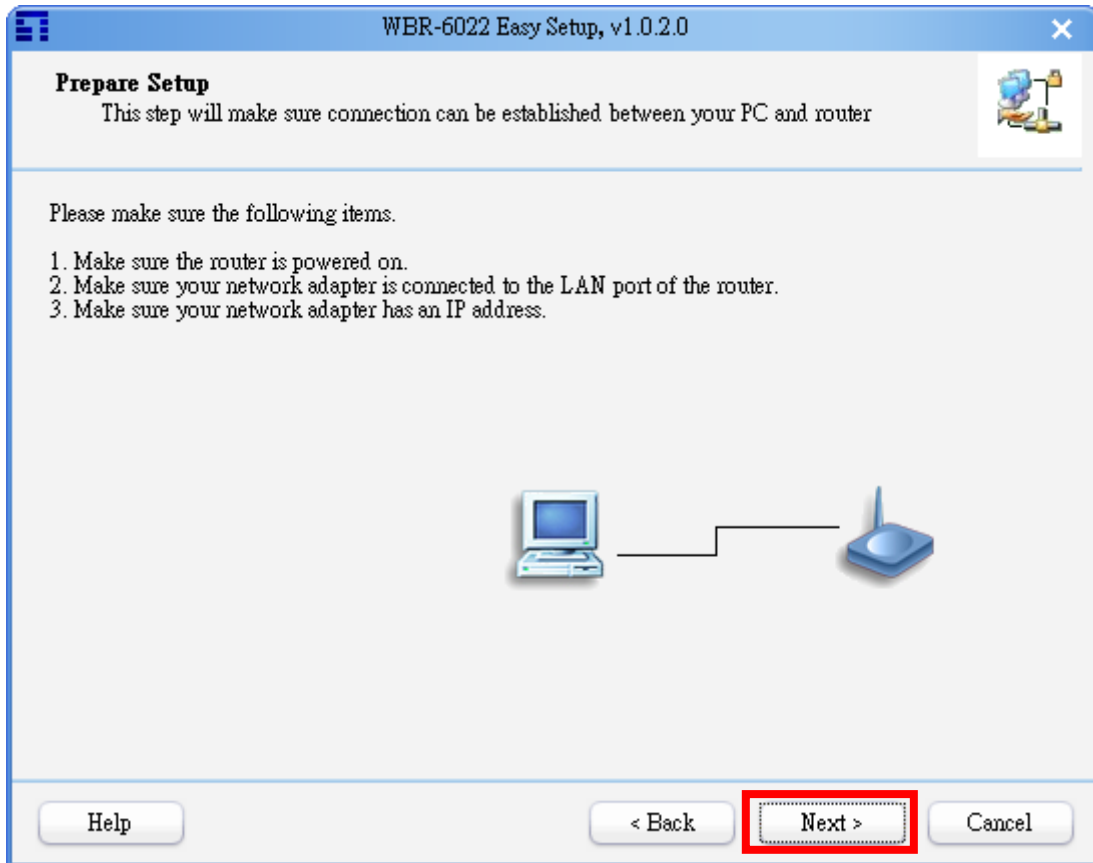 WBR-6022 Easy Setup, v1.0.2.0
Prepare Setup
This step will make sure connection can be established between your PC and router
Please make sure the following items.
1. Make sure the router is powered on.
2. Make sure your network adapter is connected to the LAN port of the router.
3. Make sure your network adapter has an IP address.
Help
< Back
Next >
Cancel